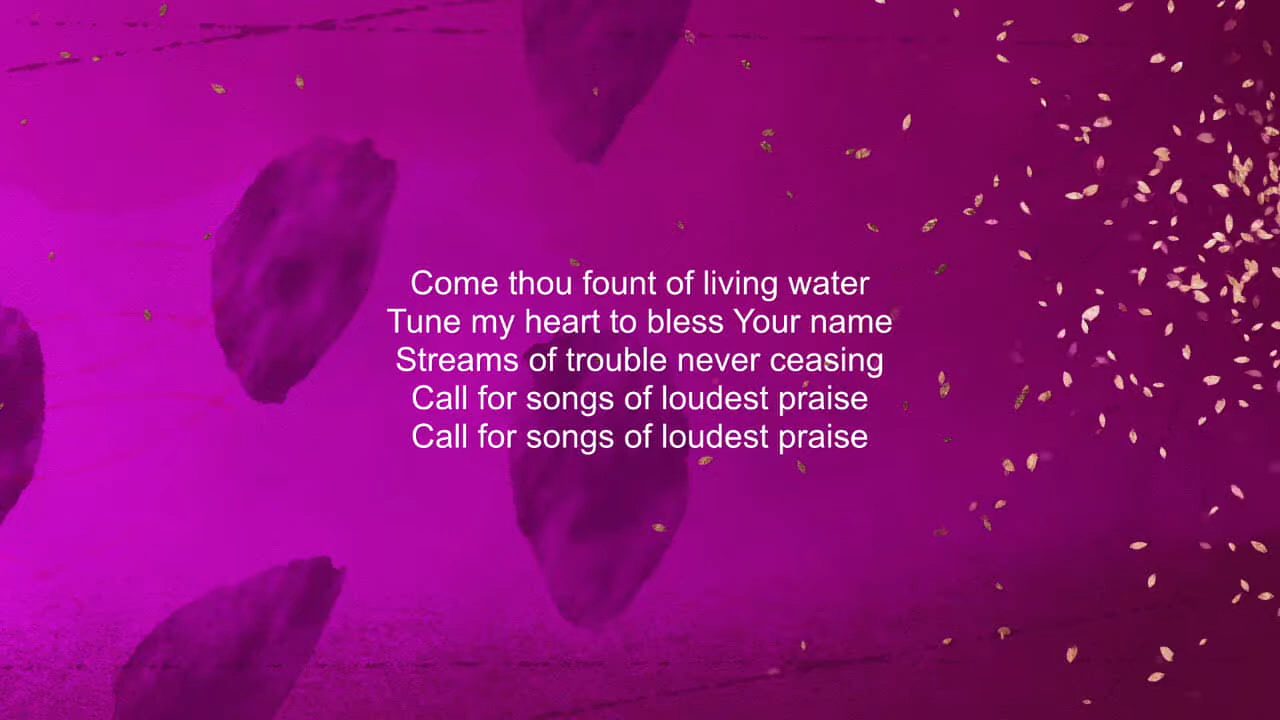 Come thou fount of living water
Tune my heart to bless Your name
Streams of trouble never ceasing
Call for songs of loudest praise
Call for songs of loudest praise